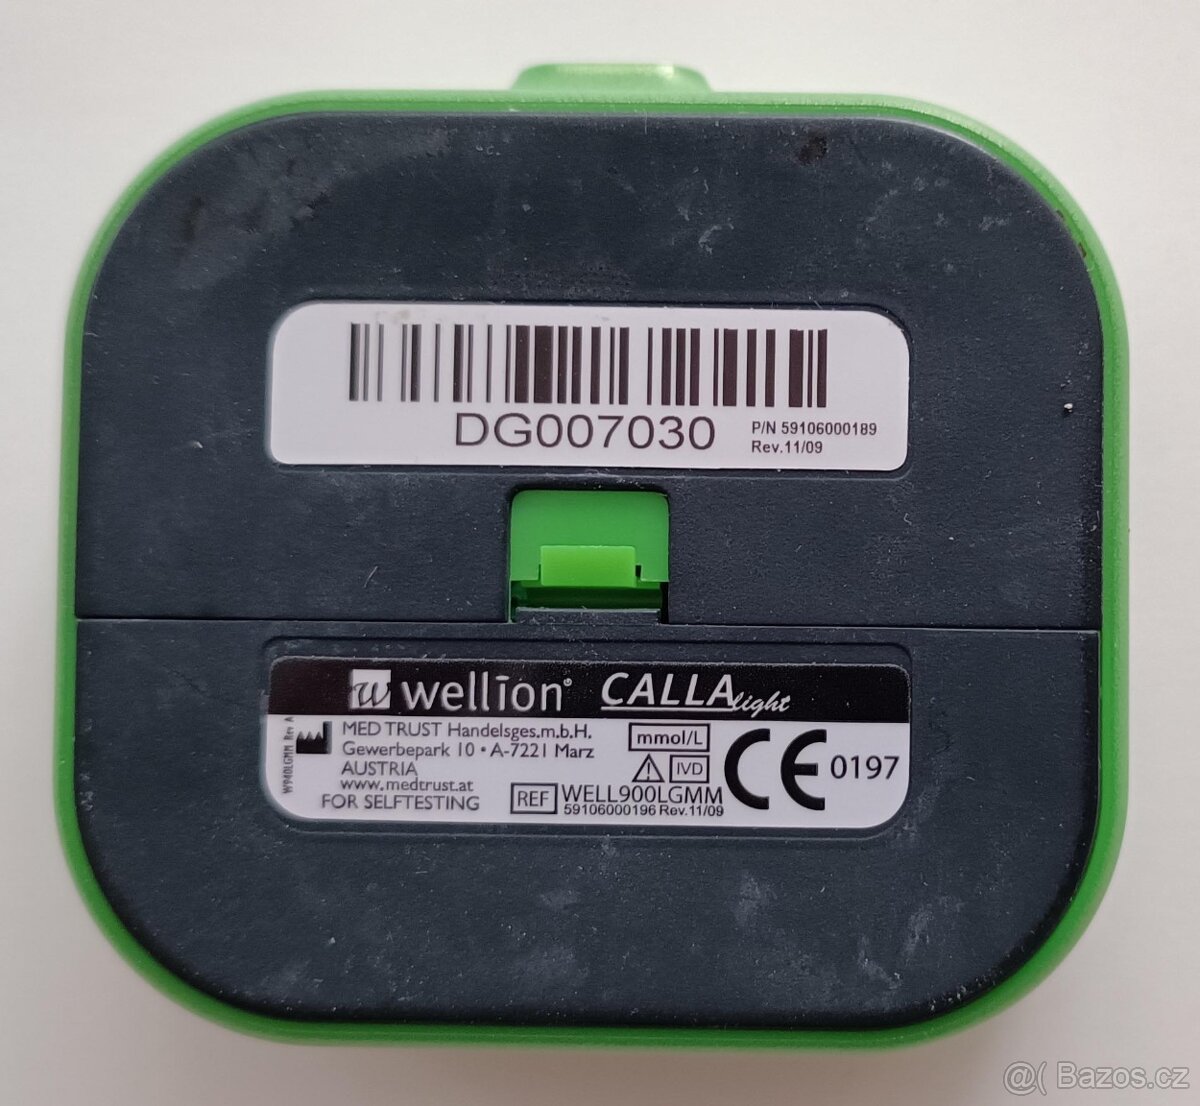 DG007030
P/N 59106000189
Rev.11/09
w wellion® CALLA light
W940LGMM Rev A
MED TRUST Handelsges.m.b.H.
Gewerbepark 10 • A-7221 Marz
AUSTRIA
www.medtrust.at
FOR SELFTESTING
mmol/L
IVD
REF WELL900LGMM
59106000196 Rev.11/09
CE 0197
@( Bazos.cz